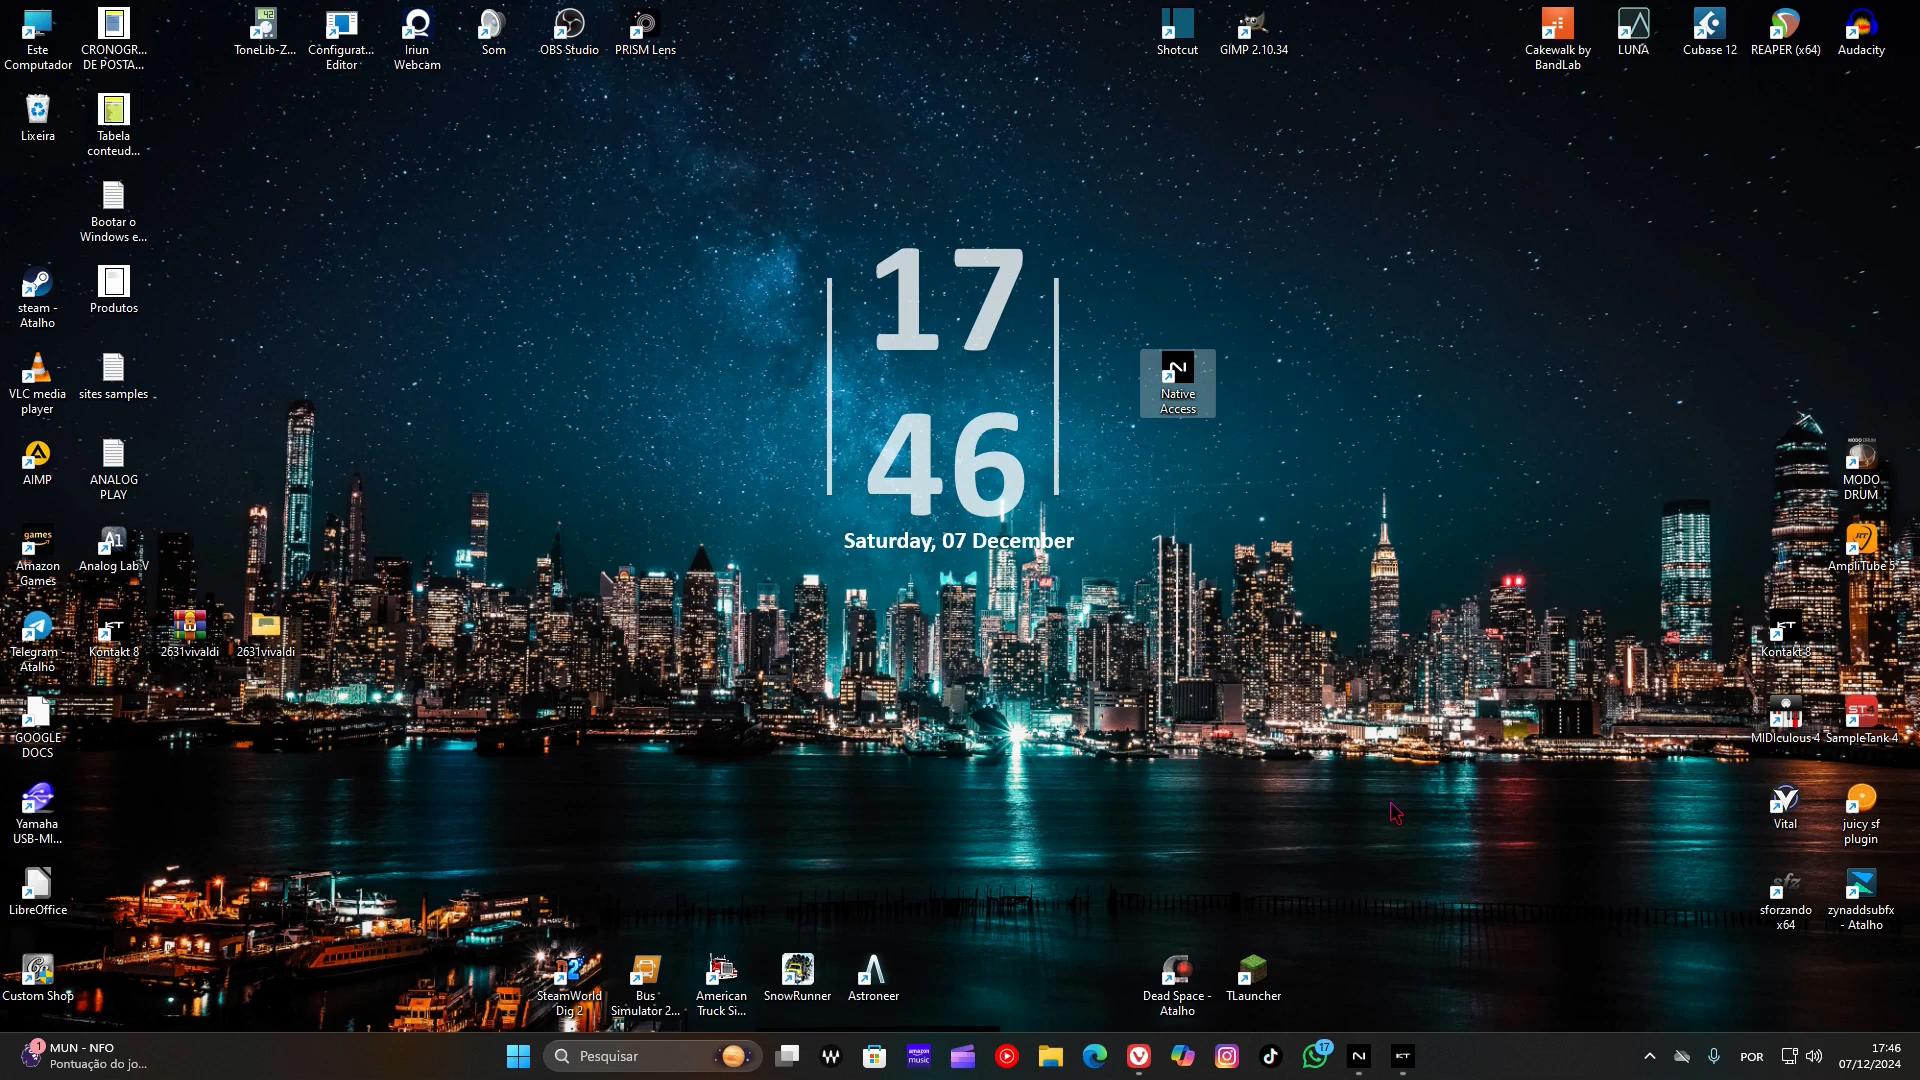 Este
Computador
CRONOGR...
DE POSTA...
ToneLib-Z...
Configurat...
Editor
Iriun
Webcam
Som
OBS Studio
PRISM Lens
Shotcut
GIMP 2.10.34
Cakewalk by
BandLab
LUNA
Cubase 12
REAPER (x64)
Audacity
Lixeira
Tabela
conteud...
Bootar o
Windows e...
steam -
Atalho
Produtos
17
46
Saturday, 07 December
Native
Access
VLC media
player
sites samples
AIMP
ANALOG
PLAY
MODO
DRUM
Amazon
Games
Analog Lab V
AmpliTube 5
Telegram -
Atalho
Kontakt 8
2631vivaldi
2631vivaldi
Kontakt 8
GOOGLE
DOCS
MIDIculous 4
SampleTank 4
Yamaha
USB-MI...
Vital
juicy sf
plugin
LibreOffice
sforzando
x64
zynaddsubfx
- Atalho
Custom Shop
SteamWorld
Dig 2
Bus
Simulator 2...
American
Truck Si...
SnowRunner
Astroneer
Dead Space -
Atalho
TLauncher
1
MUN - NFO
Pontuação do jo...
Pesquisar
amazon
music
17
KT
POR
17:46
07/12/2024